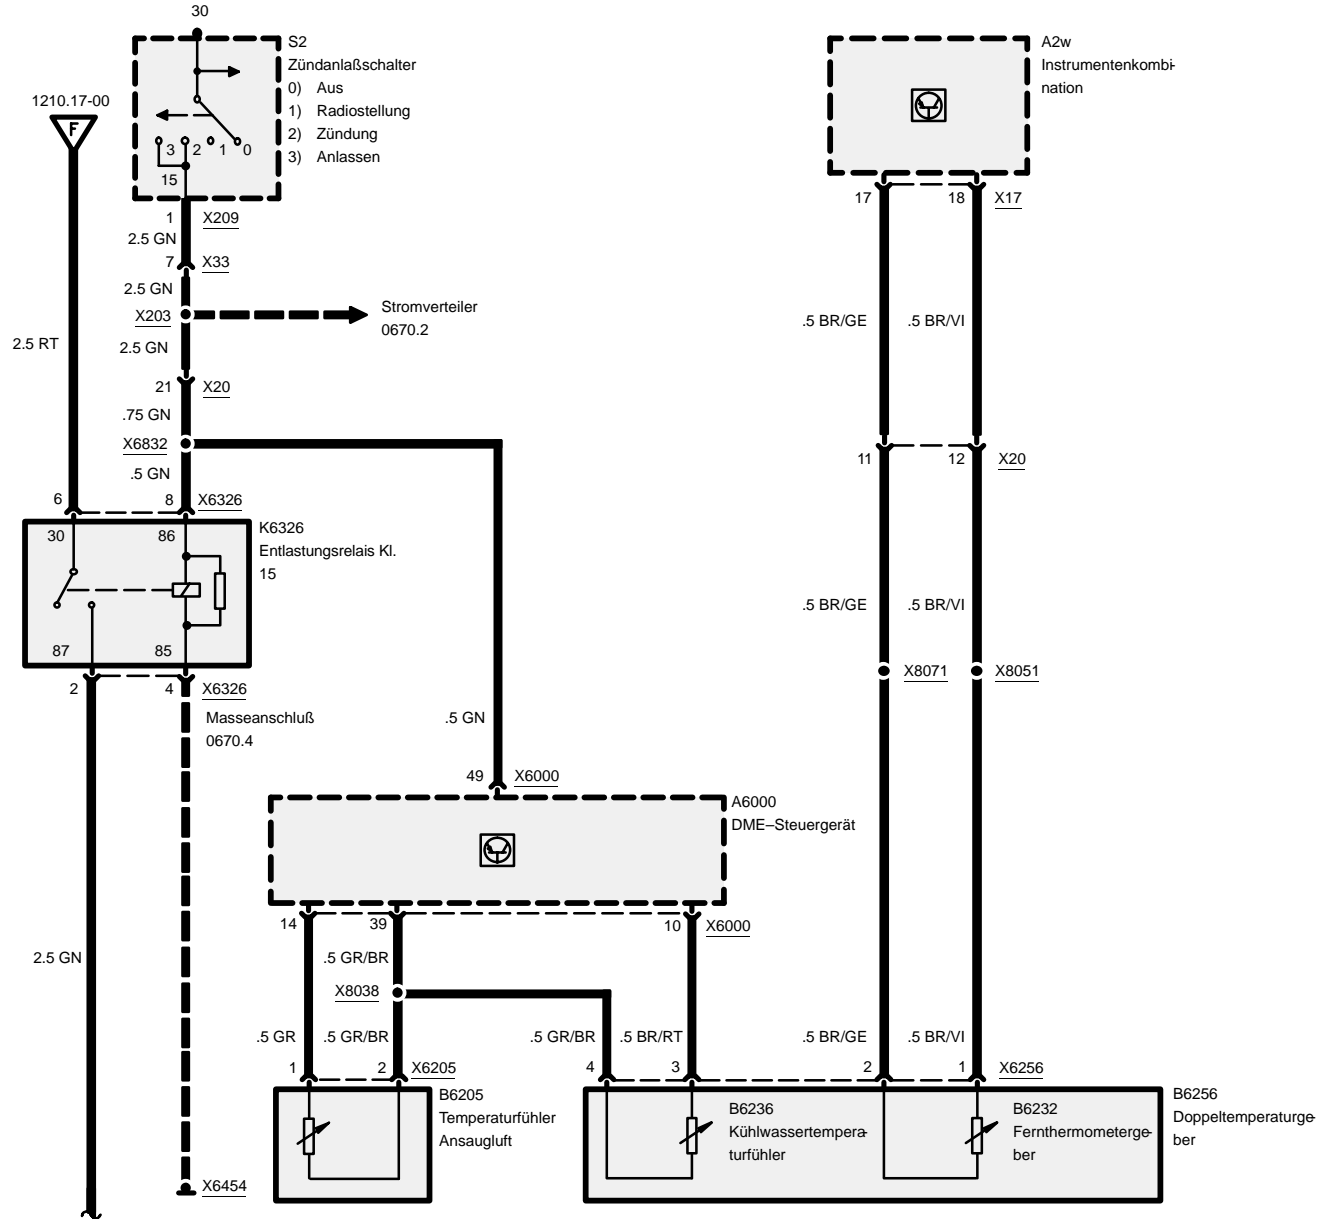 30
S2
Zündanlaßschalter
0) Aus
1) Radiostellung
2) Zündung
3) Anlassen
A2w
Instrumentenkombi-
nation
1210.17-00
F
3 2 1 0
15
1 X209
2.5 GN
7 X33
2.5 GN
X203
Stromverteiler
0670.2
2.5 GN
2.5 RT
21 X20
.75 GN
X6832
.5 GN
17 18 X17
.5 BR/GE .5 BR/VI
11 12 X20
6 8 X6326
30 86
K6326
Entlastungsrelais Kl.
15
87 85
2 4 X6326
Masseanschluß
0670.4
.5 BR/GE .5 BR/VI
X8071 X8051
.5 GN
49 X6000
A6000
DME–Steuergerät
14 39 10 X6000
2.5 GN
.5 GR/BR
X8038
.5 GR .5 GR/BR .5 GR/BR .5 BR/RT .5 BR/GE .5 BR/VI
1 2 X6205 4 3 2 1 X6256
B6205
Temperaturfühler
Ansaugluft
B6236
Kühlwassertempera-
turfühler
B6232
Fernthermometerge-
ber
B6256
Doppeltemperaturge-
ber
X6454